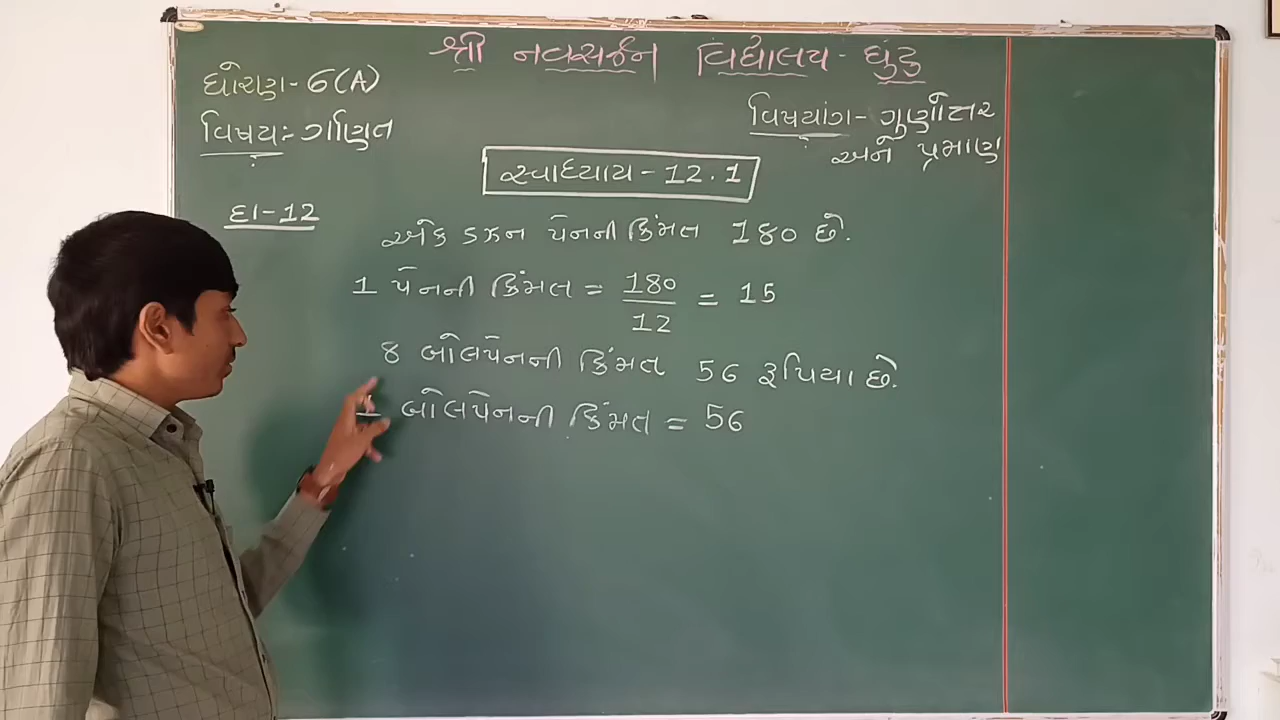 શ્રી નવસર્જન વિદ્યાલય - ધુંદુ
ધોરણ - 6(A)
વિષય:- ગણિત
વિષયાંગ - ગુણોત્તર
અને પ્રમાણ
સ્વાધ્યાય - 12.1
દા-12
એક ડઝન પેનની કિંમત 180 છે.
1 પેનની કિંમત = 180/12 = 15
8 બોલપેનની કિંમત 56 રૂપિયા છે.
1 બોલપેનની કિંમત = 56